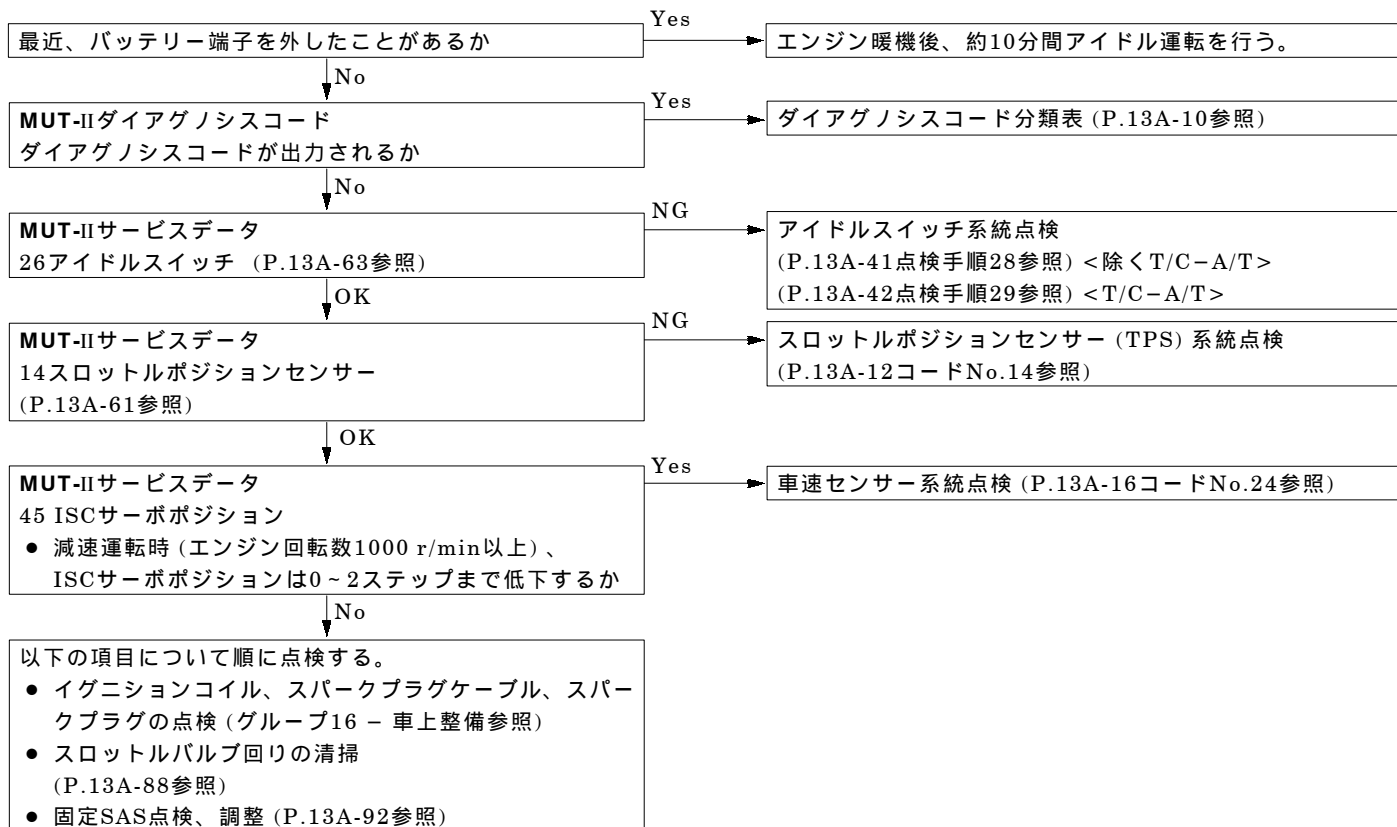 最近、バッテリー端子を外したことがあるか
Yes
エンジン暖機後、約10分間アイドル運転を行う。
No
MUT-IIダイアグノシスコード
ダイアグノシスコードが出力されるか
Yes
ダイアグノシスコード分類表 (P.13A-10参照)
No
MUT-IIサービスデータ
26アイドルスイッチ (P.13A-63参照)
NG
アイドルスイッチ系統点検
(P.13A-41点検手順28参照) <除くT/C−A/T>
(P.13A-42点検手順29参照) <T/C−A/T>
OK
MUT-IIサービスデータ
14スロットルポジションセンサー
(P.13A-61参照)
NG
スロットルポジションセンサー (TPS) 系統点検
(P.13A-12コードNo.14参照)
OK
MUT-IIサービスデータ
45 ISCサーボポジション
● 減速運転時 (エンジン回転数1000 r/min以上) 、
ISCサーボポジションは0~2ステップまで低下するか
Yes
車速センサー系統点検 (P.13A-16コードNo.24参照)
No
以下の項目について順に点検する。
● イグニションコイル、スパークプラグケーブル、スパー
クプラグの点検 (グループ16 − 車上整備参照)
● スロットルバルブ回りの清掃
(P.13A-88参照)
● 固定SAS点検、調整 (P.13A-92参照)